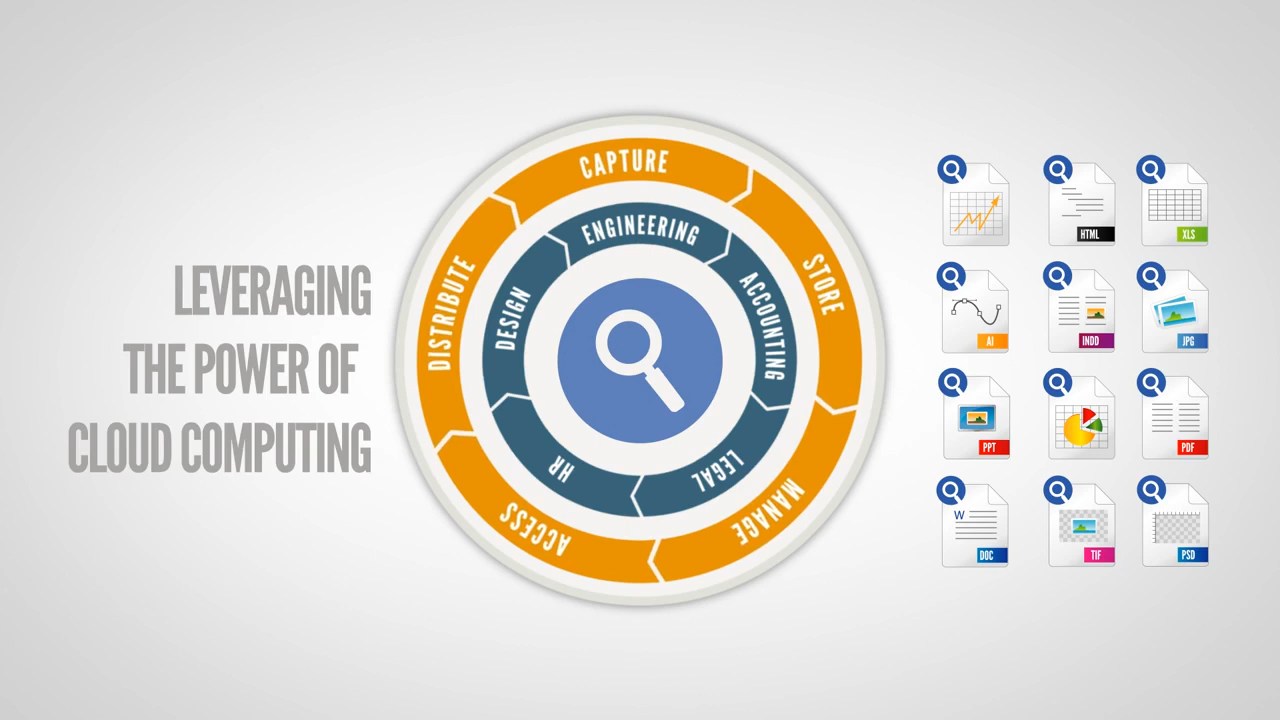 LEVERAGING
THE POWER OF
CLOUD COMPUTING
CAPTURE
STORE
MANAGE
ACCESS
DISTRIBUTE
ENGINEERING
ACCOUNTING
LEGAL
HR
DESIGN
HTML
XLS
AI
INDD
JPG
PPT
PDF
W
DOC
TIF
PSD